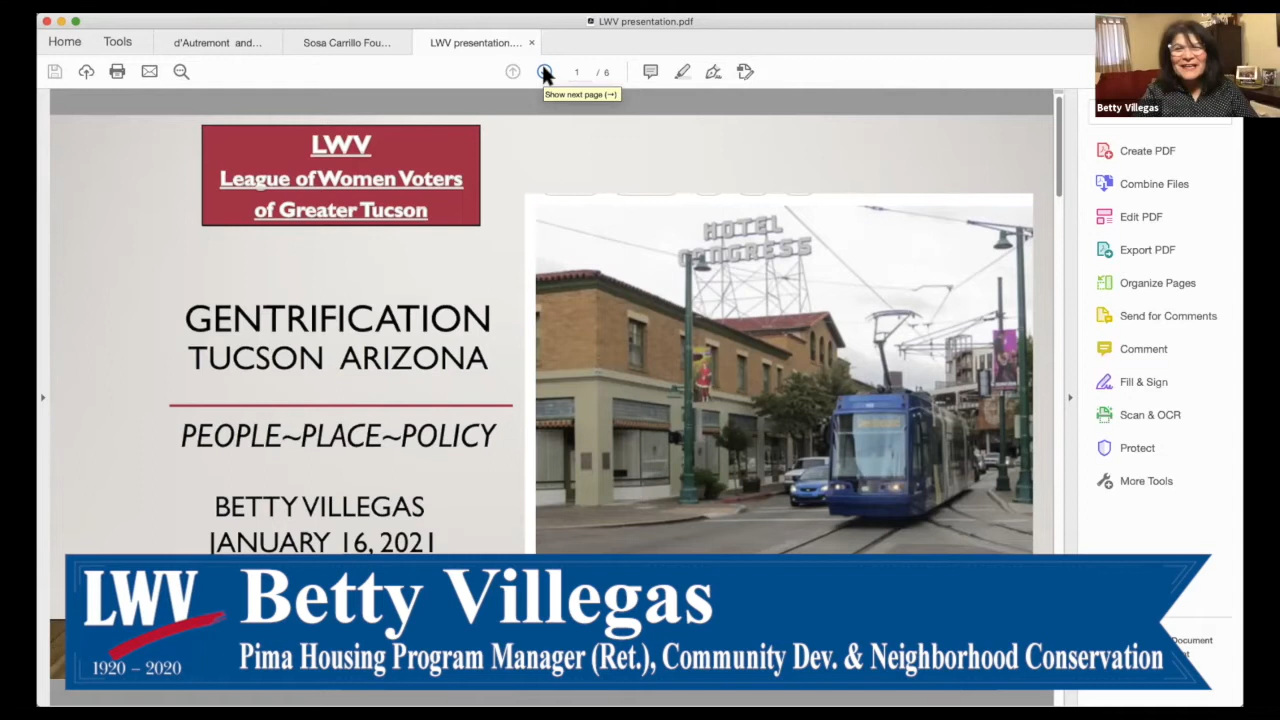 LWV presentation.pdf
Home
Tools
d'Autremont and...
Sosa Carrillo Fou...
LWV presentation.... ×
1 / 6
Show next page (→)
Betty Villegas
LWV
League of Women Voters
of Greater Tucson
HOTEL
CONGRESS
GENTRIFICATION
TUCSON ARIZONA
PEOPLE~PLACE~POLICY
BETTY VILLEGAS
JANUARY 16, 2021
Create PDF
Combine Files
Edit PDF
Export PDF
Organize Pages
Send for Comments
Comment
Fill & Sign
Scan & OCR
Protect
More Tools
Document
LWV
1920 – 2020
Betty Villegas
Pima Housing Program Manager (Ret.), Community Dev. & Neighborhood Conservation